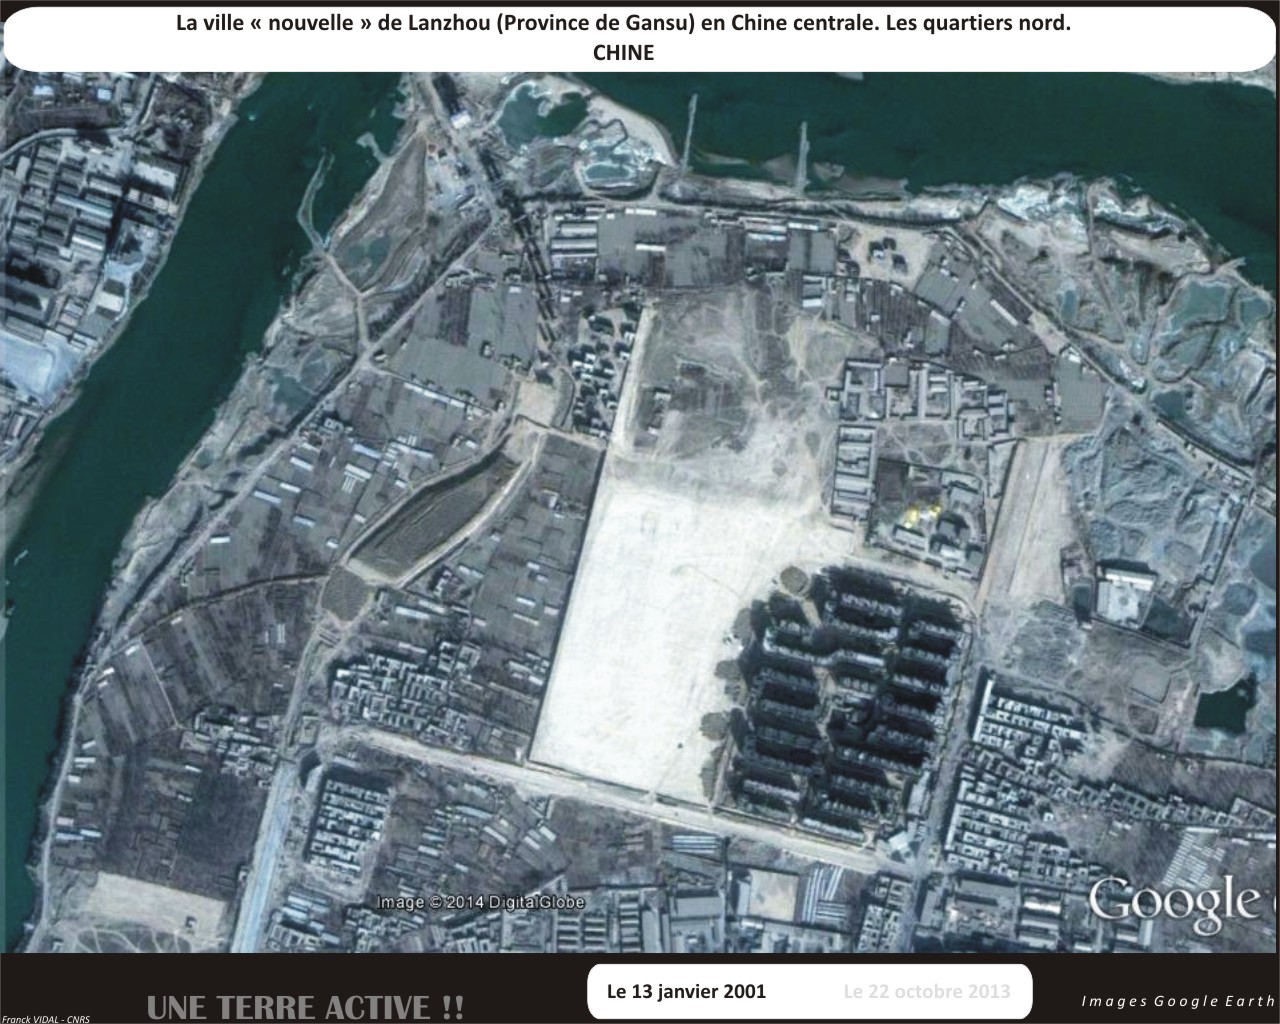 La ville « nouvelle » de Lanzhou (Province de Gansu) en Chine centrale. Les quartiers nord.
CHINE
Image © 2014 DigitalGlobe
Google
Le 13 janvier 2001 Le 22 octobre 2013
UNE TERRE ACTIVE !!
Images Google Earth
Franck VIDAL - CNRS